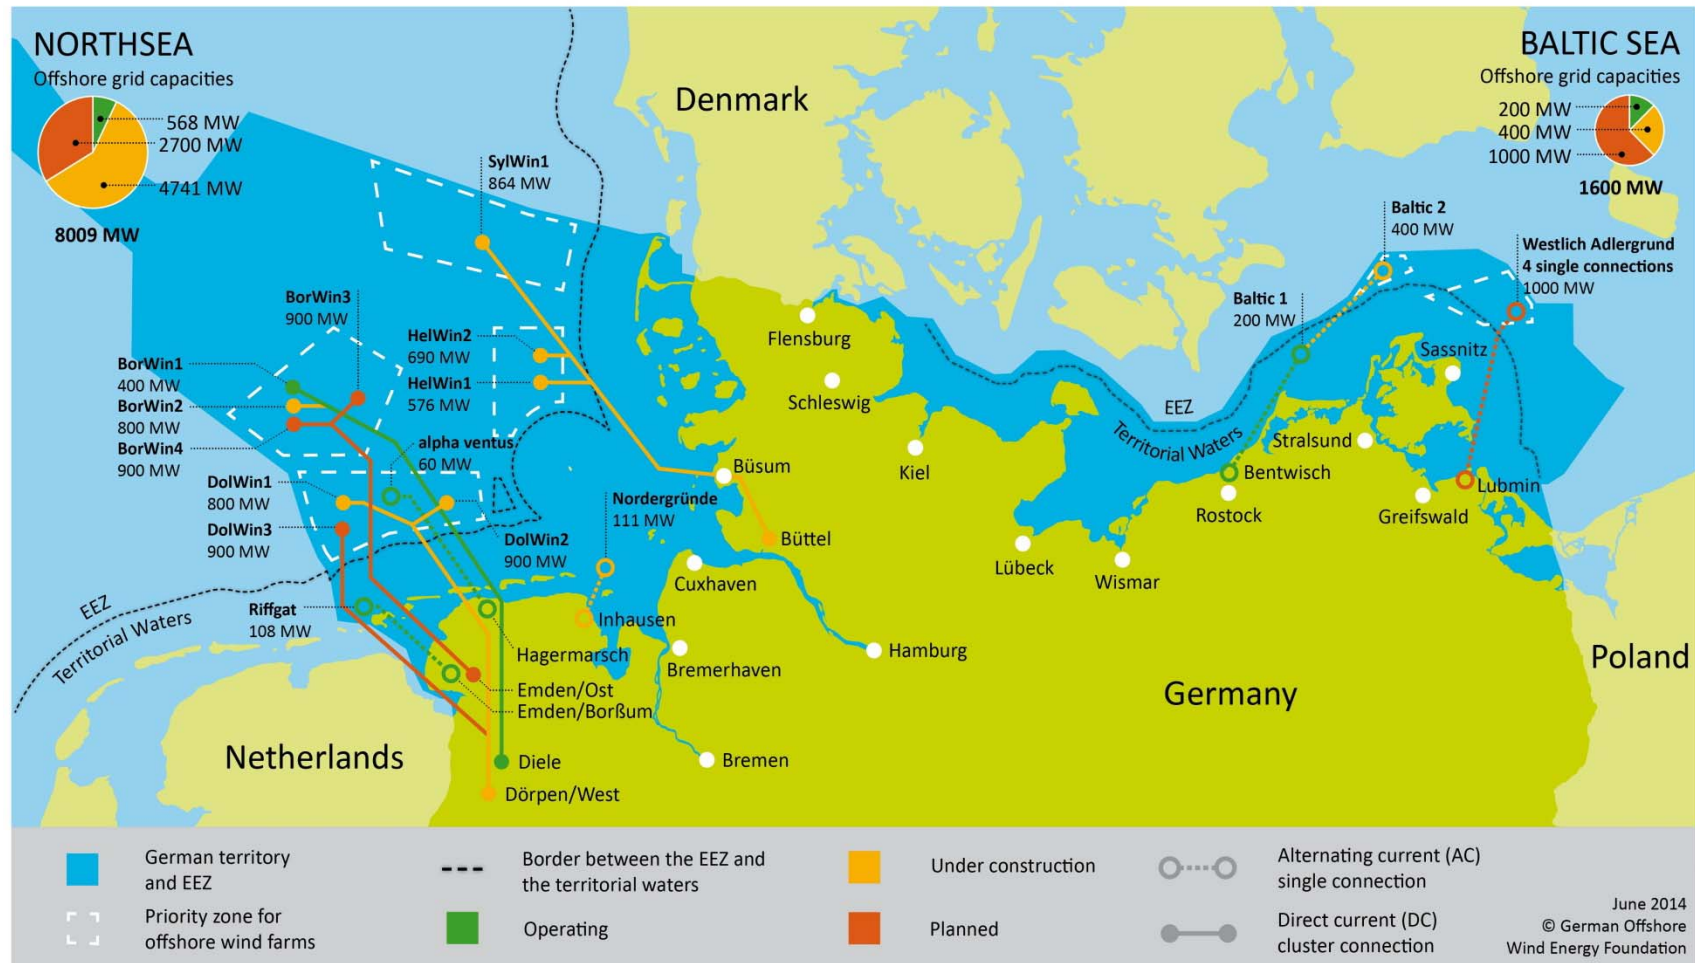 NORTHSEA
Offshore grid capacities
568 MW
2700 MW
4741 MW
8009 MW
BALTIC SEA
Offshore grid capacities
200 MW
400 MW
1000 MW
1600 MW
Denmark
SylWin1
864 MW
BorWin3
900 MW
HelWin2
690 MW
HelWin1
576 MW
BorWin1
400 MW
BorWin2
800 MW
BorWin4
900 MW
alpha ventus
60 MW
DolWin1
800 MW
DolWin3
900 MW
DolWin2
900 MW
Nordergründe
111 MW
Riffgat
108 MW
EEZ
Territorial Waters
Baltic 2
400 MW
Westlich Adlergrund
4 single connections
1000 MW
Baltic 1
200 MW
EEZ
Territorial Waters
Flensburg
Schleswig
Kiel
Büsum
Büttel
Cuxhaven
Inhausen
Bremerhaven
Hamburg
Bremen
Hagermarsch
Emden/Ost
Emden/Borßum
Diele
Dörpen/West
Lübeck
Wismar
Rostock
Bentwisch
Stralsund
Sassnitz
Greifswald
Lubmin
Netherlands
Germany
Poland
German territory
and EEZ
Priority zone for
offshore wind farms
Border between the EEZ and
the territorial waters
Operating
Under construction
Planned
Alternating current (AC)
single connection
Direct current (DC)
cluster connection
June 2014
© German Offshore
Wind Energy Foundation